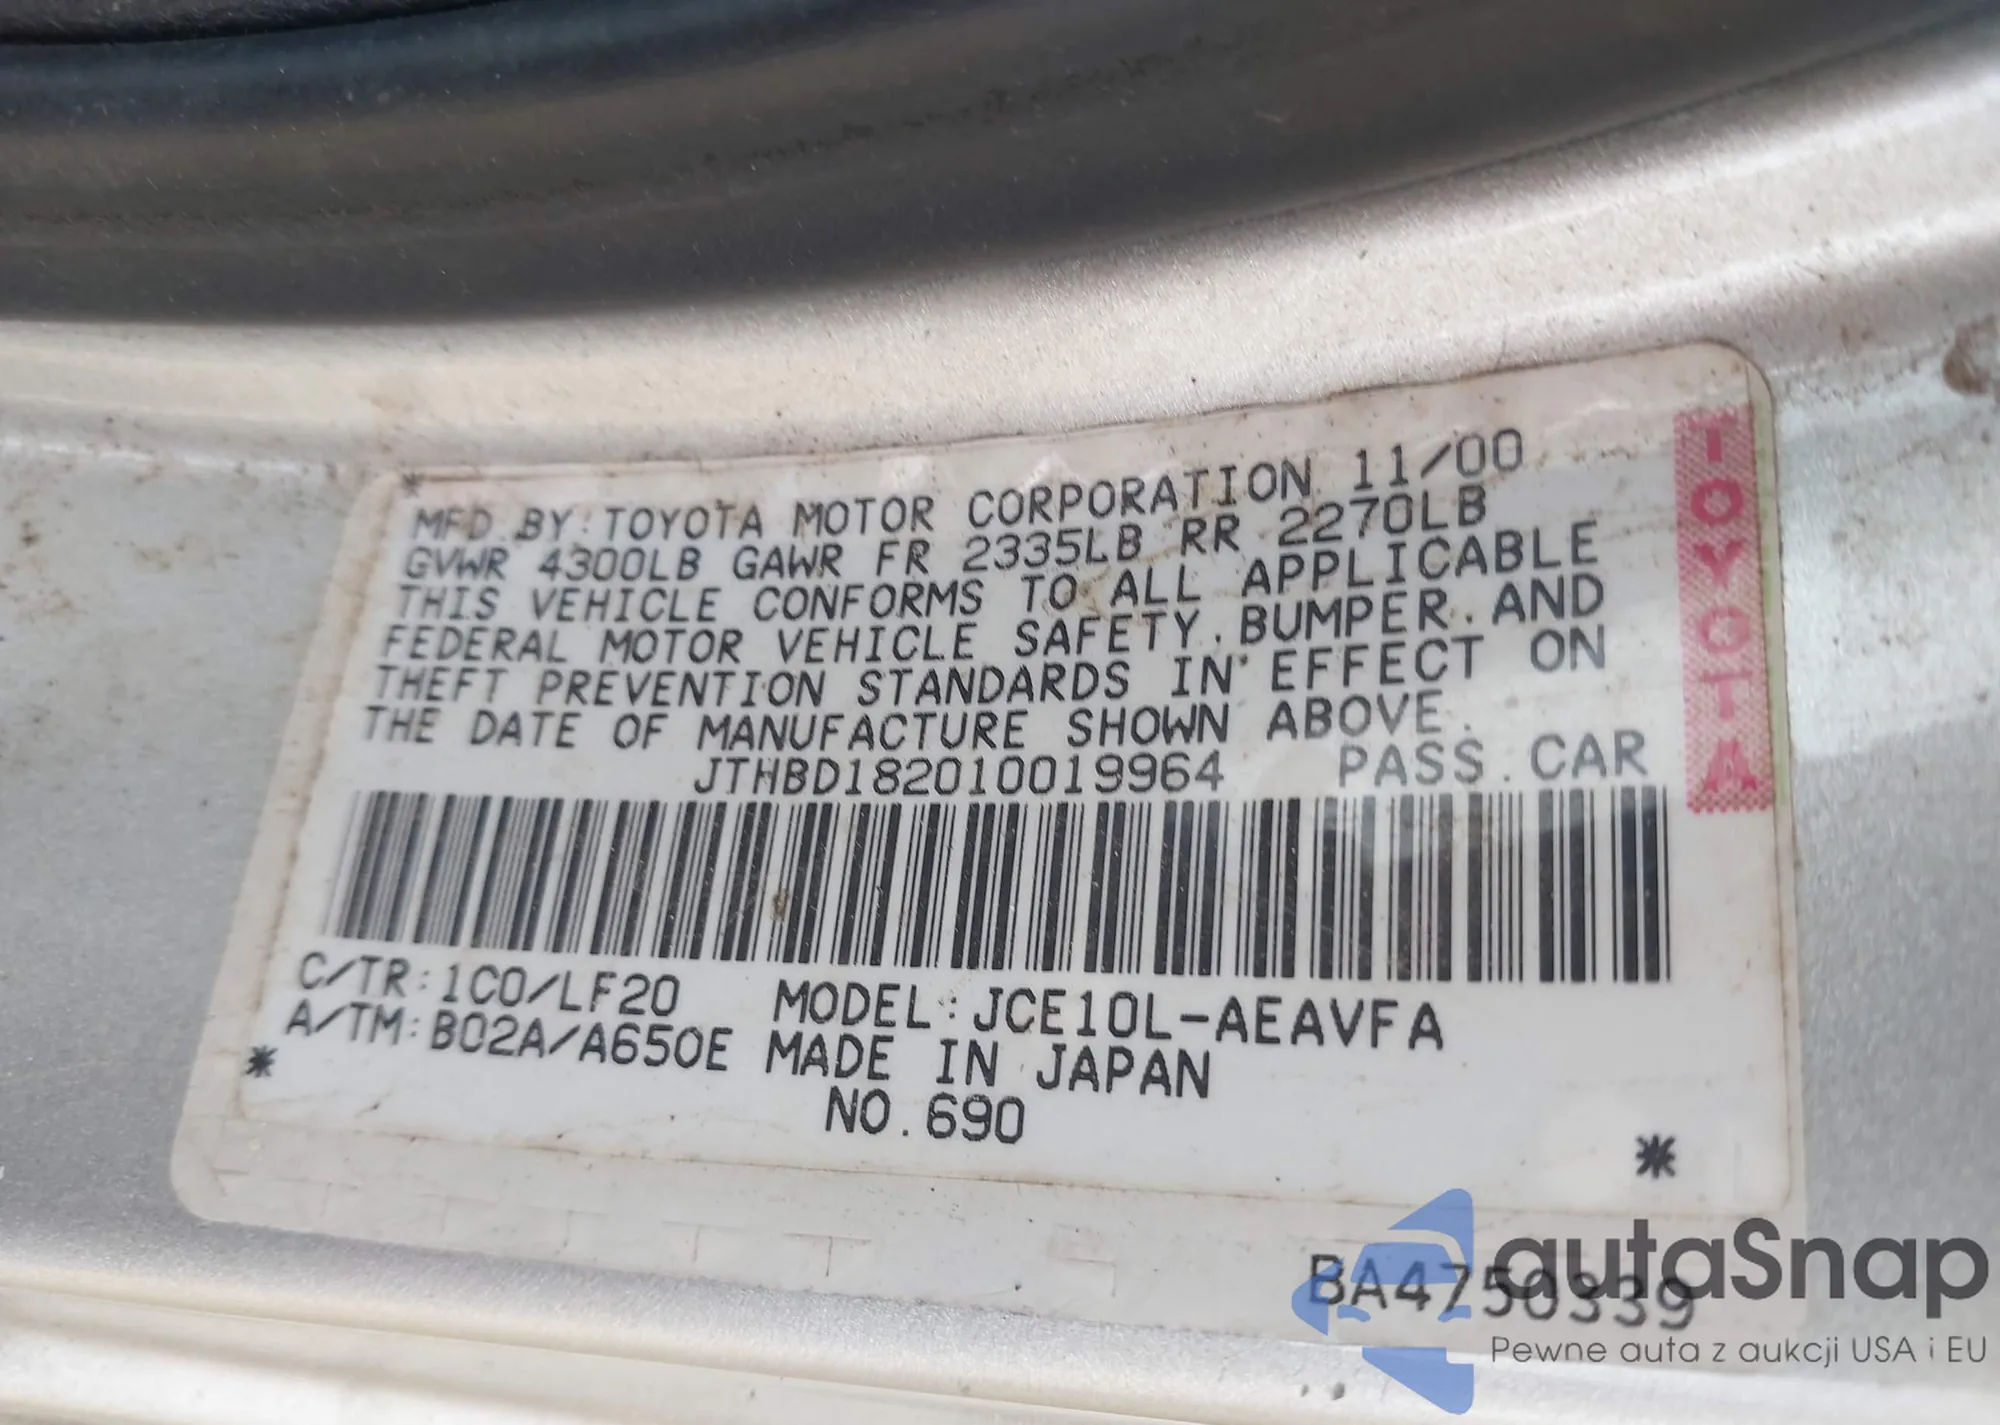 MFD. BY: TOYOTA MOTOR CORPORATION 11/00
GVWR 4300LB GAWR FR 2335LB RR 2270LB
THIS VEHICLE CONFORMS TO ALL APPLICABLE
FEDERAL MOTOR VEHICLE SAFETY, BUMPER, AND
THEFT PREVENTION STANDARDS IN EFFECT ON
THE DATE OF MANUFACTURE SHOWN ABOVE.
JTHBD182010019964 PASS. CAR
C/TR: 1C0/LF20 MODEL: JCE10L-AEAVFA
A/TM: B02A/A650E MADE IN JAPAN
NO. 690
TOYOTA
BA4750339
autaSnap
Pewne auta z aukcji USA i EU